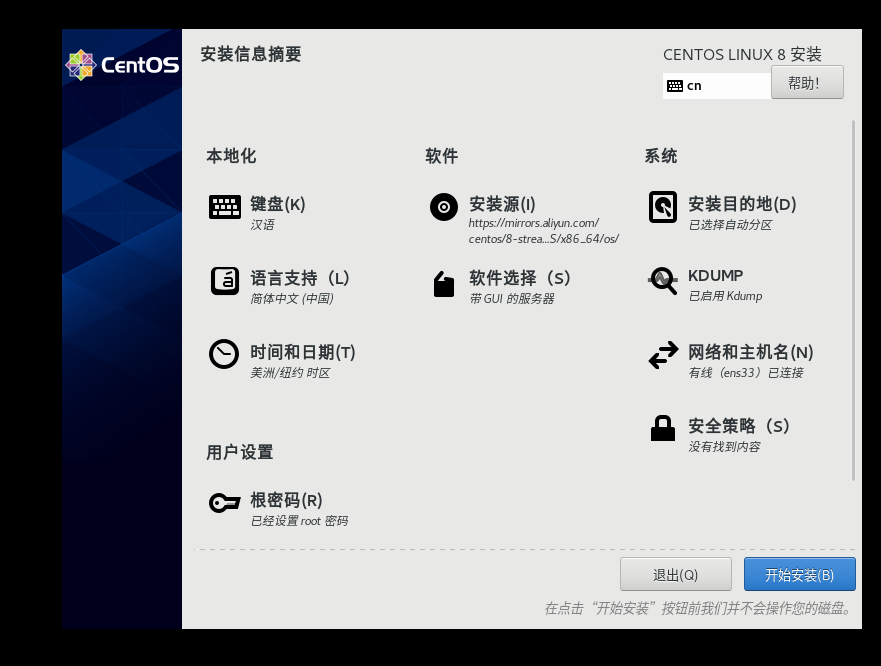 CentOS
安装信息摘要
CENTOS LINUX 8 安装
cn
帮助！
本地化
键盘(K)
汉语
语言支持（L）
简体中文 (中国)
时间和日期(T)
美洲/纽约 时区
用户设置
根密码(R)
已经设置 root 密码
软件
安装源(I)
https://mirrors.aliyun.com/
centos/8-strea...S/x86_64/os/
软件选择（S）
带 GUI 的服务器
系统
安装目的地(D)
已选择自动分区
KDUMP
已启用 Kdump
网络和主机名(N)
有线（ens33）已连接
安全策略（S）
没有找到内容
退出(Q)
开始安装(B)
在点击“开始安装”按钮前我们并不会操作您的磁盘。